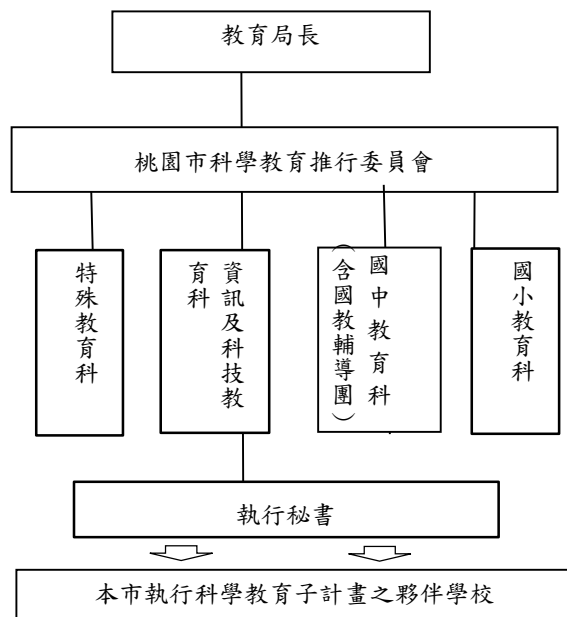 教育局長
桃園市科學教育推行委員會
特殊教育科
資訊及科技教
育科
國中教育科
（含國教輔導團）
國小教育科
執行秘書
本市執行科學教育子計畫之夥伴學校